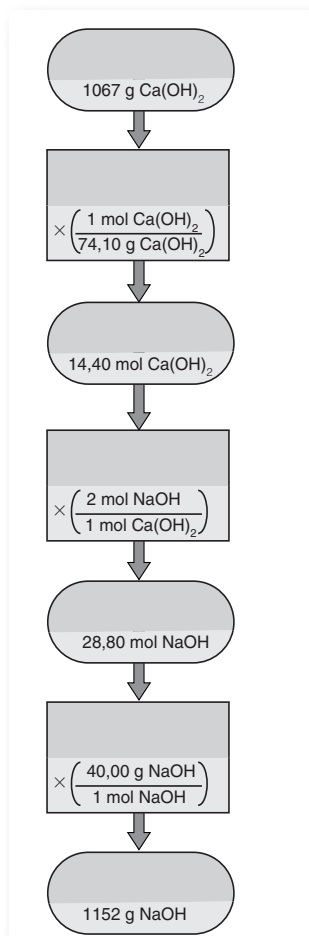 1067 g Ca(OH)₂
× (1 mol Ca(OH)₂
74,10 g Ca(OH)₂)
14,40 mol Ca(OH)₂
× (2 mol NaOH
1 mol Ca(OH)₂)
28,80 mol NaOH
× (40,00 g NaOH
1 mol NaOH)
1152 g NaOH